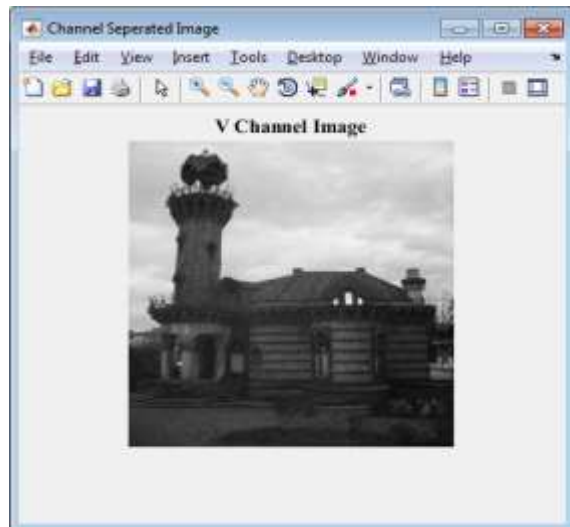 Channel Seperated Image
File Edit View Insert Tools Desktop Window Help
V Channel Image